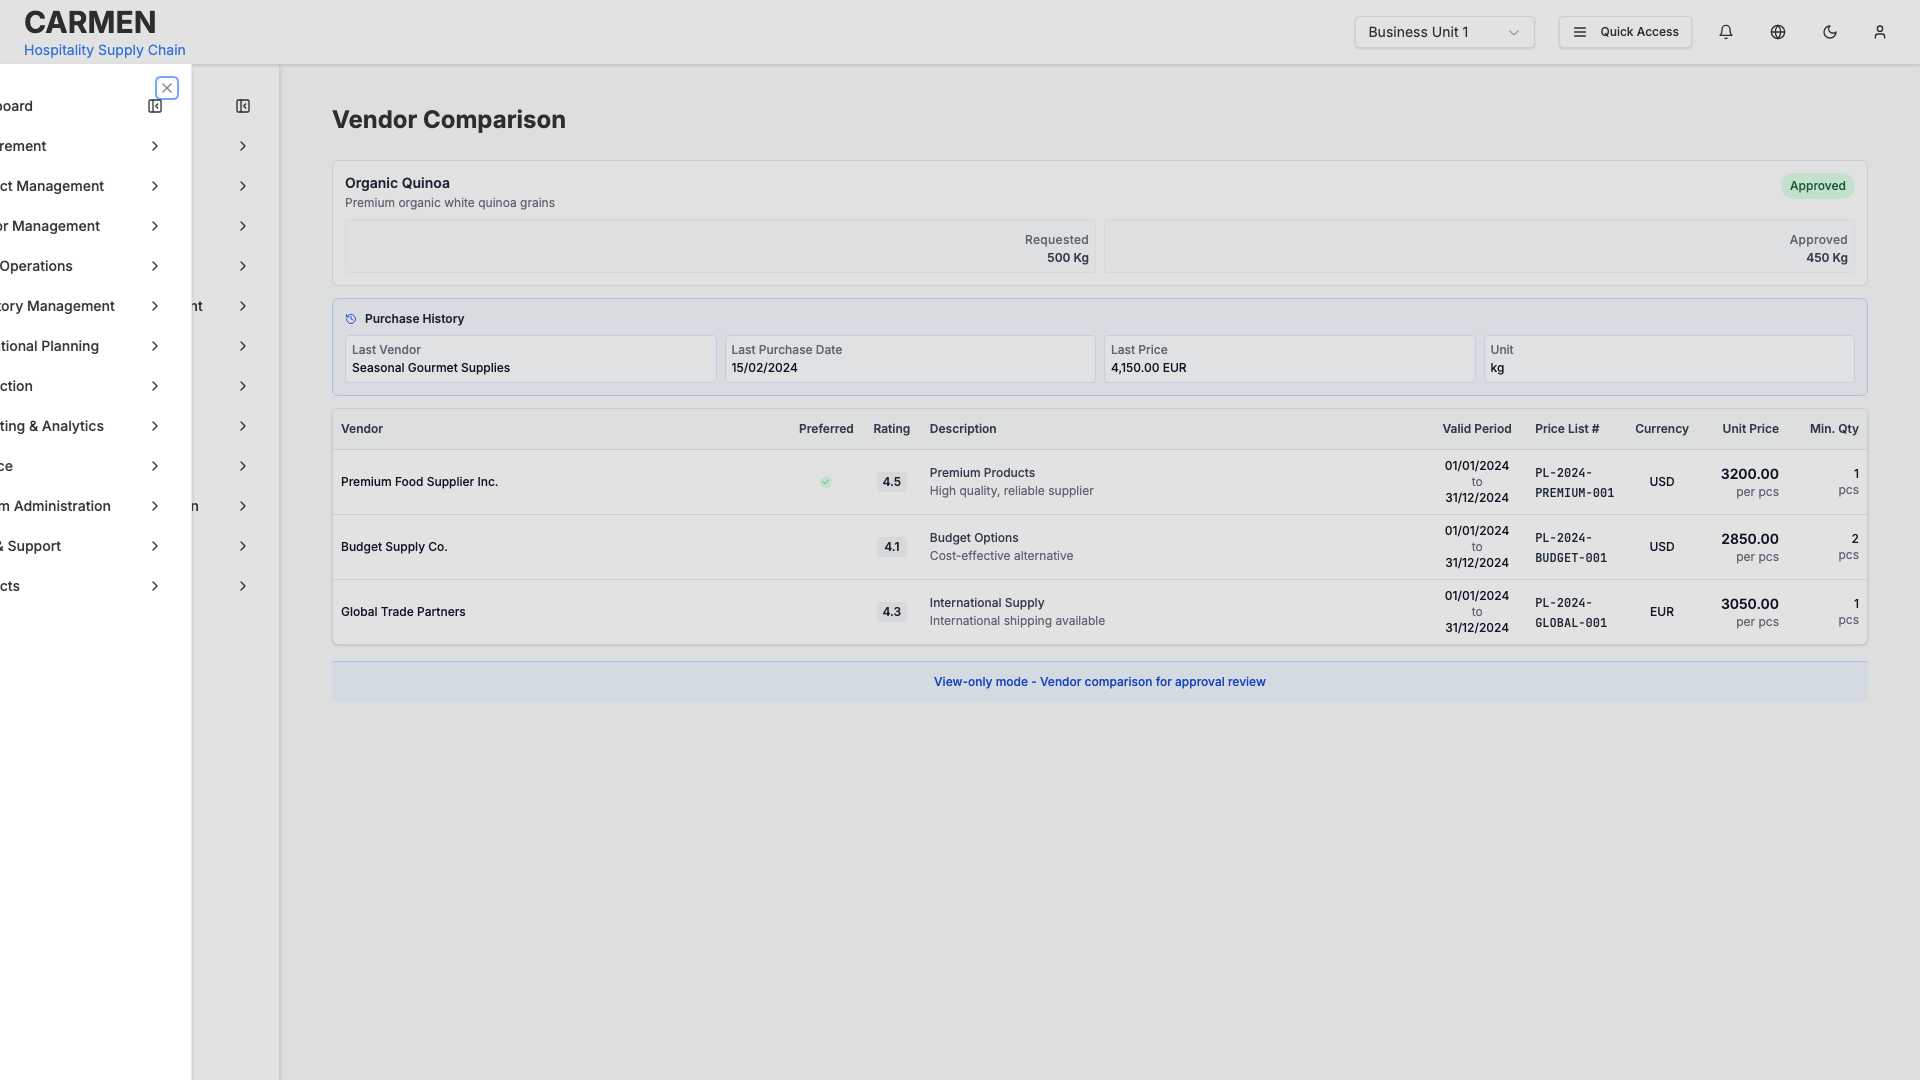 CARMEN
Hospitality Supply Chain
Business Unit 1
Quick Access
board
rement
ct Management
or Management
Operations
tory Management
nt
tional Planning
ction
ting & Analytics
ce
m Administration
n
& Support
cts
Vendor Comparison
Organic Quinoa
Premium organic white quinoa grains
Approved
Requested
500 Kg
Approved
450 Kg
Purchase History
Last Vendor
Seasonal Gourmet Supplies
Last Purchase Date
15/02/2024
Last Price
4,150.00 EUR
Unit
kg
Vendor Preferred Rating Description Valid Period Price List # Currency Unit Price Min. Qty
Premium Food Supplier Inc.
4.5
Premium Products
High quality, reliable supplier
01/01/2024
to
31/12/2024
PL-2024-
PREMIUM-001
USD
3200.00
per pcs
1
pcs
Budget Supply Co.
4.1
Budget Options
Cost-effective alternative
01/01/2024
to
31/12/2024
PL-2024-
BUDGET-001
USD
2850.00
per pcs
2
pcs
Global Trade Partners
4.3
International Supply
International shipping available
01/01/2024
to
31/12/2024
PL-2024-
GLOBAL-001
EUR
3050.00
per pcs
1
pcs
View-only mode - Vendor comparison for approval review